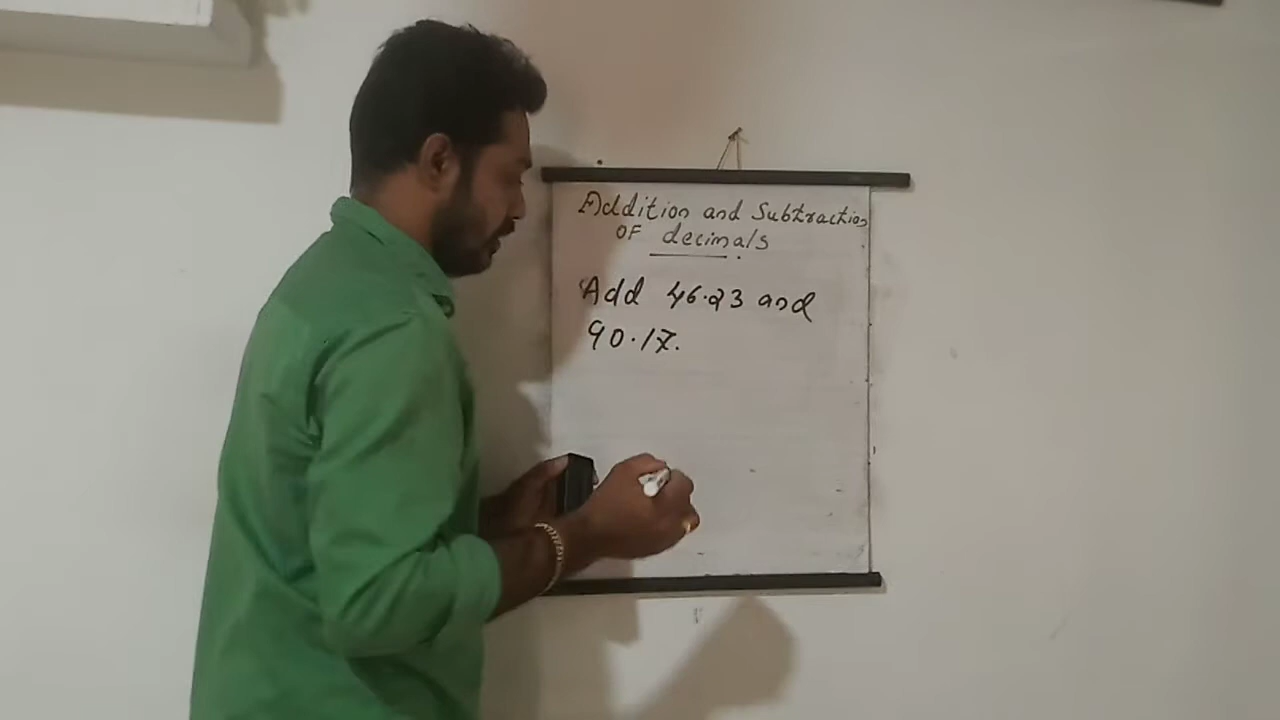 Addition and Subtraction
OF decimals
Add 46.23 and
90.17.